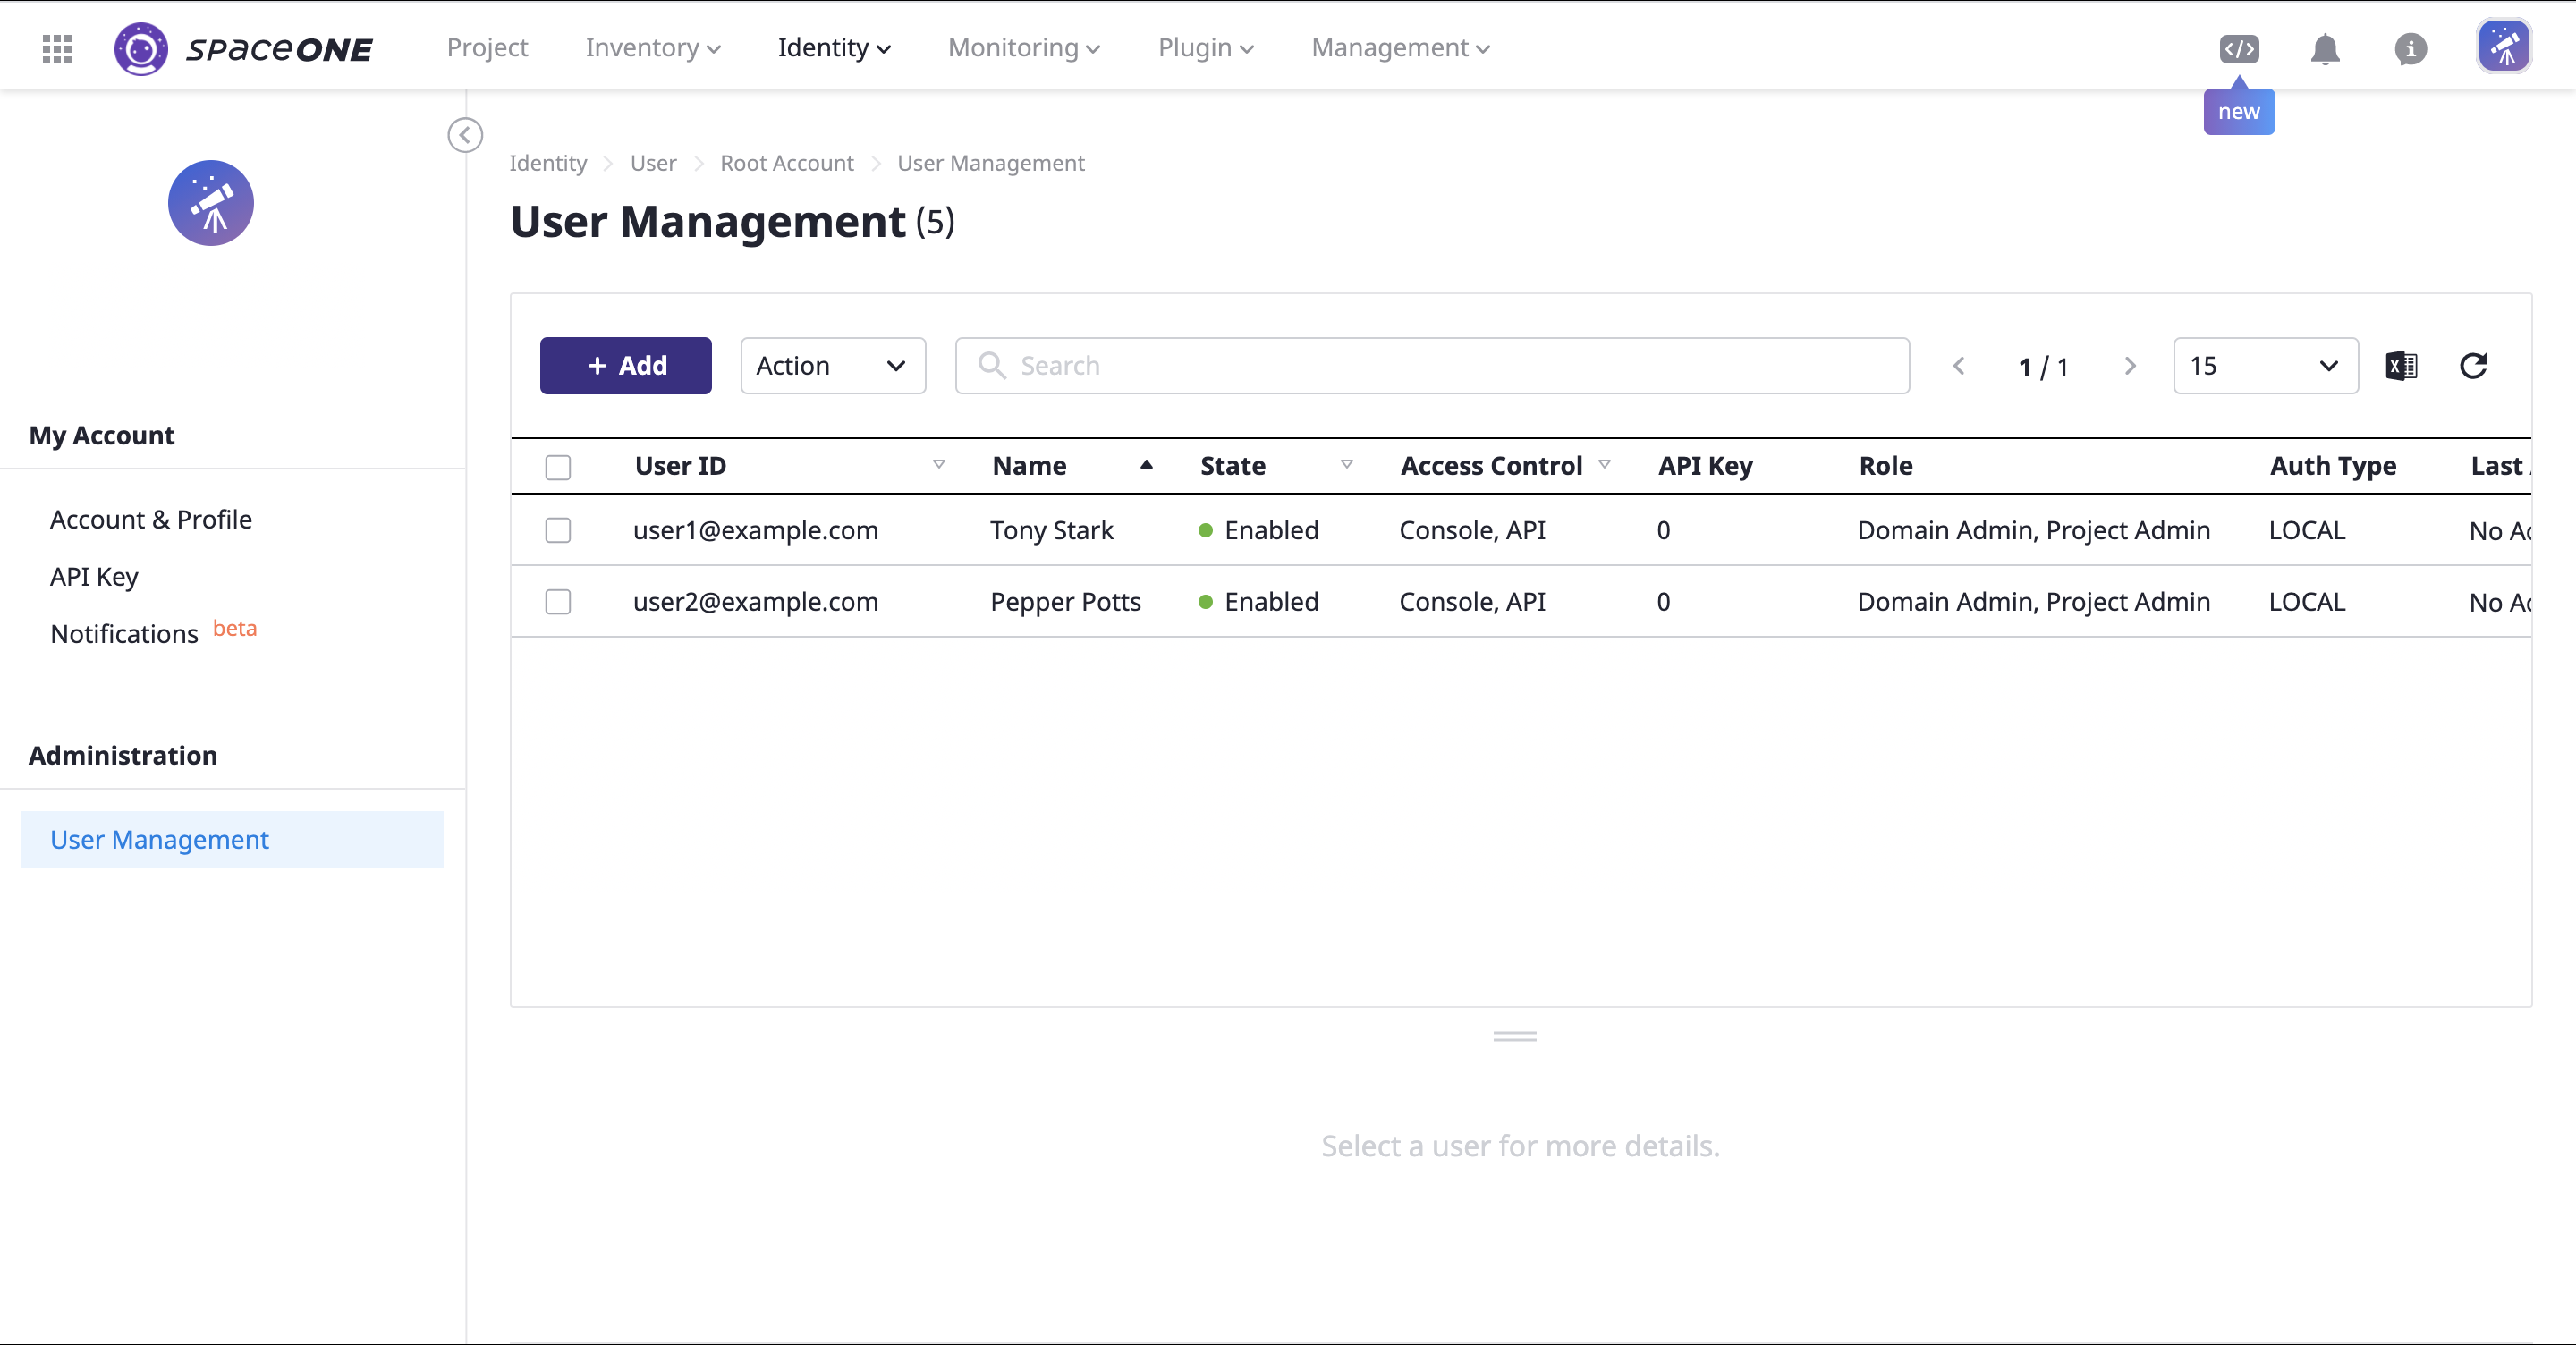 spaceONE Project Inventory Identity Monitoring Plugin Management </>
new
Identity User Root Account User Management
User Management (5)
+ Add Action Search 1 / 1 15
My Account
User ID Name State Access Control API Key Role Auth Type Last
Account & Profile
user1@example.com Tony Stark Enabled Console, API 0 Domain Admin, Project Admin LOCAL No Ac
API Key
user2@example.com Pepper Potts Enabled Console, API 0 Domain Admin, Project Admin LOCAL No Ac
Notifications beta
Administration
User Management
Select a user for more details.